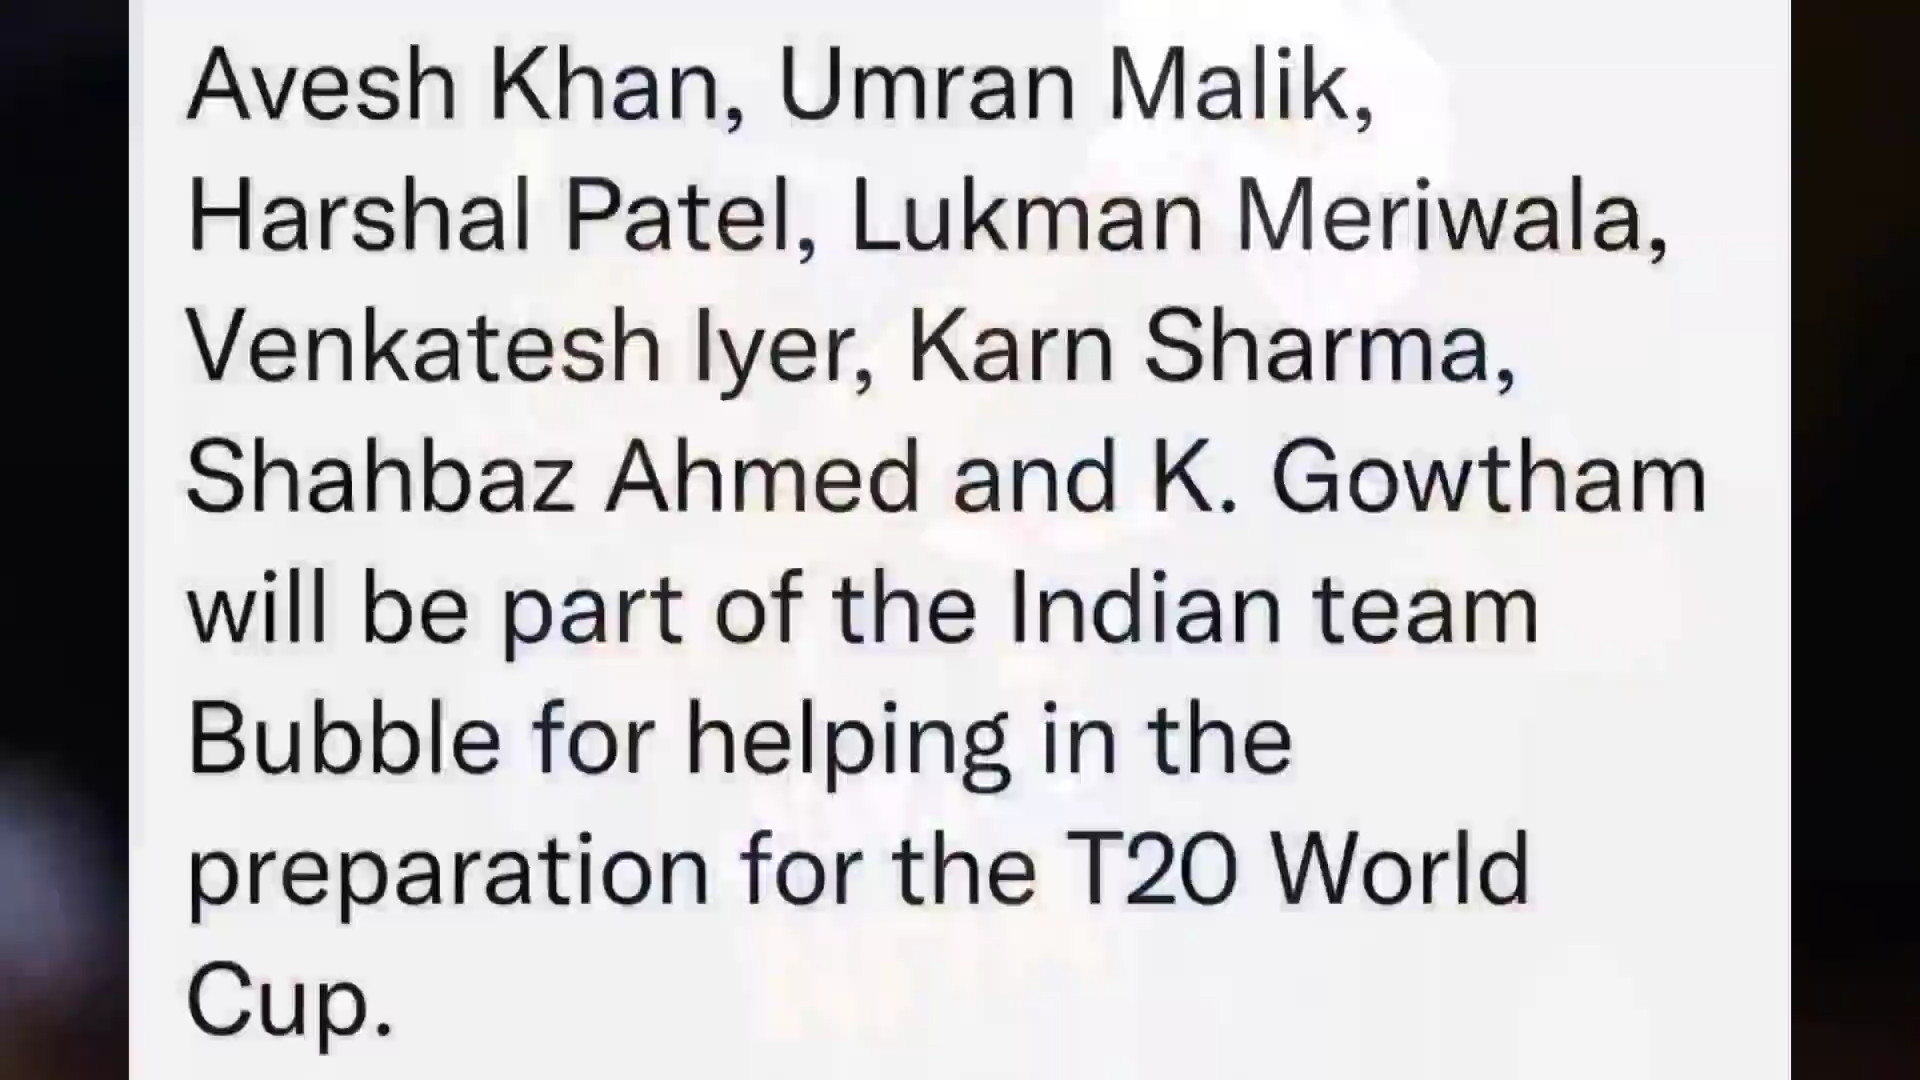 Avesh Khan, Umran Malik,
Harshal Patel, Lukman Meriwala,
Venkatesh Iyer, Karn Sharma,
Shahbaz Ahmed and K. Gowtham
will be part of the Indian team
Bubble for helping in the
preparation for the T20 World
Cup.